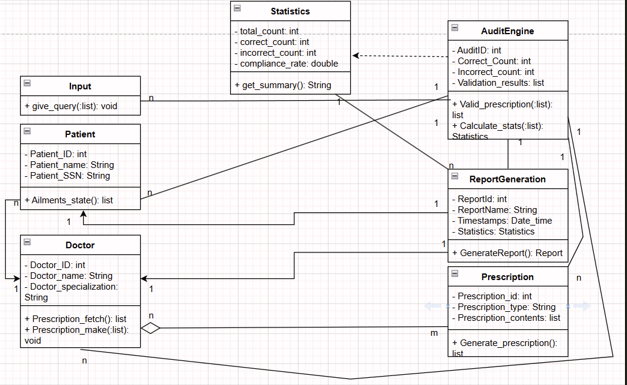 Statistics
- total_count: int
- correct_count: int
- incorrect_count: int
- compliance_rate: double
+ get_summary(): String
AuditEngine
- AuditID: int
- Correct_Count: int
- Incorrect_count: int
- Validation_results: list
+ Valid_prescription(:list):
list
+ Calculate_stats(:list):
Statistics
Input
+ give_query(:list): void
n
1
1
1
1
1
Patient
- Patient_ID: int
- Patient_name: String
- Patient_SSN: String
+ Ailments_state(): list
n
n
1
1
n
ReportGeneration
- ReportId: int
- ReportName: String
- Timestamps: Date_time
- Statistics: Statistics
+ GenerateReport(): Report
1
Doctor
- Doctor_ID: int
- Doctor_name: String
- Doctor_specialization:
String
+ Prescription_fetch(): list
+ Prescription_make(:list):
void
1
1
n
n
Prescription
- Prescription_id: int
- Prescription_type: String
- Prescription_contents: list
+ Generate_prescription():
list
n
m